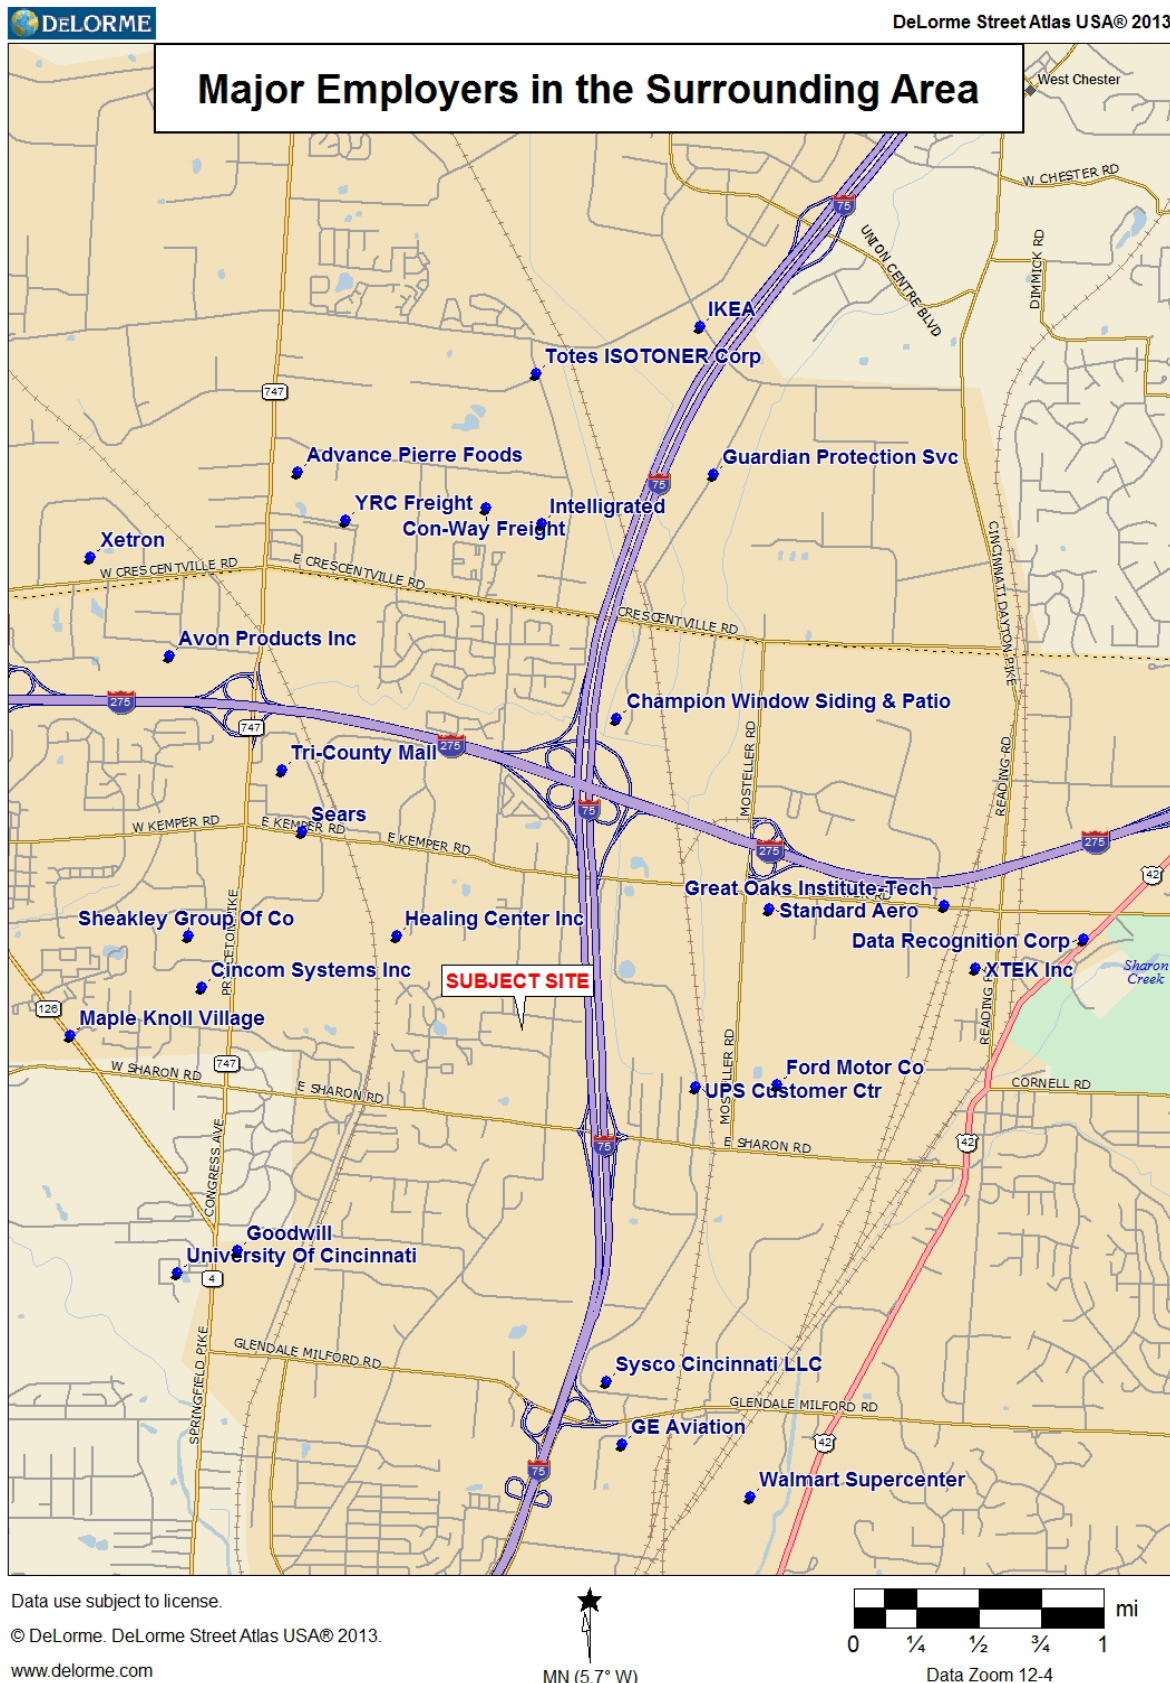 DELORME
DeLorme Street Atlas USA® 2013
Major Employers in the Surrounding Area
West Chester
W CHESTER RD
75
UNION CENTRE BLVD
DIMMICK RD
IKEA
Totes ISOTONER Corp
747
Advance Pierre Foods
Guardian Protection Svc
75
YRC Freight
Intelligrated
Con-Way Freight
Xetron
W CRESCENTVILLE RD
E CRESCENTVILLE RD
CINCINNATI DAYTON PIKE
CRESCENTVILLE RD
Avon Products Inc
275
747
Champion Window Siding & Patio
Tri-County Mall
275
MOSTELLER RD
READING RD
Sears
75
W KEMPER RD
E KEMPER RD
E KEMPER RD
275
275
42
Great Oaks Institute-Tech
RD
Standard Aero
Sheakley Group Of Co
PRINCETON PIKE
Healing Center Inc
Data Recognition Corp
XTEK Inc
Sharon
Creek
Cincom Systems Inc
SUBJECT SITE
126
Maple Knoll Village
READING R
747
W SHARON RD
E SHARON RD
MOSTELLER RD
Ford Motor Co
UPS Customer Ctr
CORNELL RD
75
E SHARON RD
42
CONGRESS AVE
Goodwill
University Of Cincinnati
4
SPRINGFIELD PIKE
GLENDALE MILFORD RD
Sysco Cincinnati LLC
GLENDALE MILFORD RD
GE Aviation
42
75
Walmart Supercenter
Data use subject to license.
© DeLorme. DeLorme Street Atlas USA® 2013.
www.delorme.com
MN (5.7° W)
mi
0 ¼ ½ ¾ 1
Data Zoom 12-4